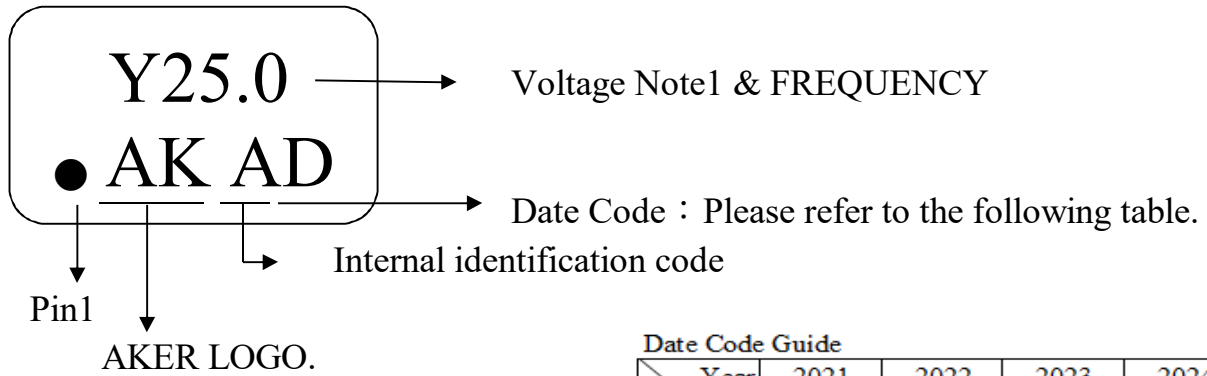 Y25.0
Voltage Note1 & FREQUENCY
● AK AD
Date Code：Please refer to the following table.
Internal identification code
Pin1
AKER LOGO.
Date Code Guide
Year 2021 2022 2023